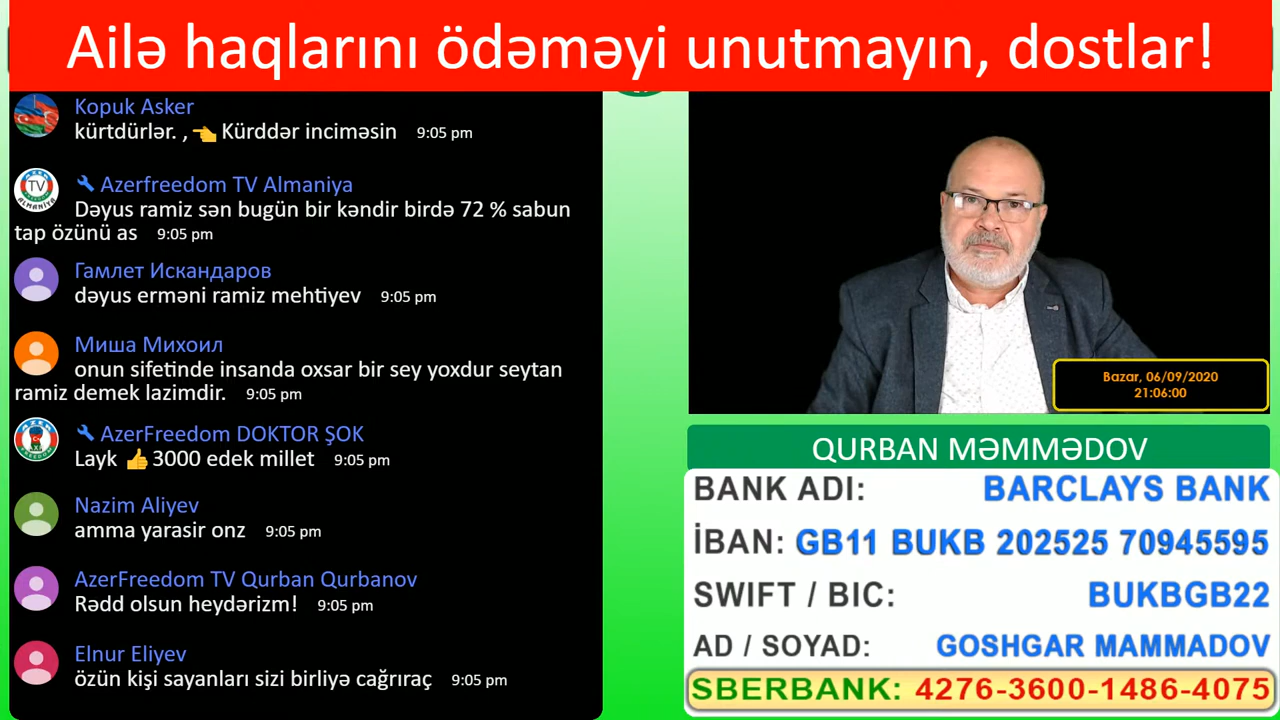 Ailə haqlarını ödəməyi unutmayın, dostlar!
Kopuk Asker
kürtdürlər. , 👈 Kürddər inciməsin 9:05 pm
Azerfreedom TV Almaniya
Dəyus ramiz sən bugün bir kəndir birdə 72 % sabun
tap özünü as 9:05 pm
Гамлет Искандаров
dəyus erməni ramiz mehtiyev 9:05 pm
Миша Михоил
onun sifetinde insanda oxsar bir sey yoxdur seytan
ramiz demek lazimdir. 9:05 pm
AzerFreedom DOKTOR ŞOK
Layk 👍 3000 edek millet 9:05 pm
Nazim Aliyev
amma yarasir onz 9:05 pm
AzerFreedom TV Qurban Qurbanov
Rədd olsun heydərizm! 9:05 pm
Elnur Eliyev
özün kişi sayanları sizi birliyə cağrıraç 9:05 pm
Bazar, 06/09/2020
21:06:00
QURBAN MƏMMƏDOV
BANK ADI: BARCLAYS BANK
İBAN: GB11 BUKB 202525 70945595
SWIFT / BIC: BUKBGB22
AD / SOYAD: GOSHGAR MAMMADOV
SBERBANK: 4276-3600-1486-4075